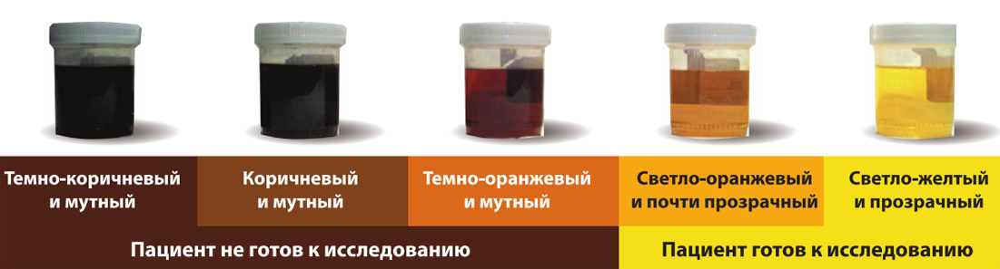 Темно-коричневый
и мутный
Коричневый
и мутный
Темно-оранжевый
и мутный
Светло-оранжевый
и почти прозрачный
Светло-желтый
и прозрачный
Пациент не готов к исследованию
Пациент готов к исследованию